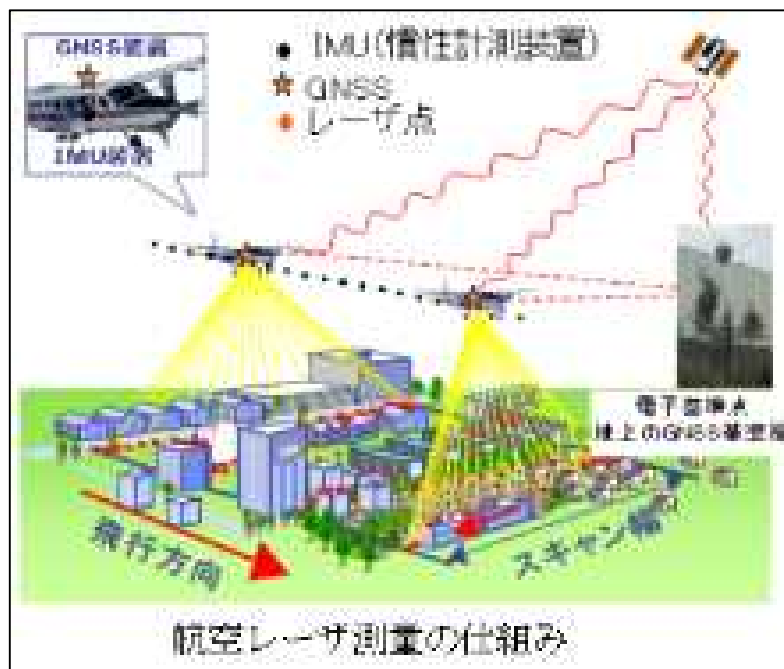 GNSS装置
IMU装置
IMU(慣性計測装置)
GNSS
レーザ点
電子基準点
地上のGNSS基準局
飛行方向
スキャン幅
航空レーザ測量の仕組み